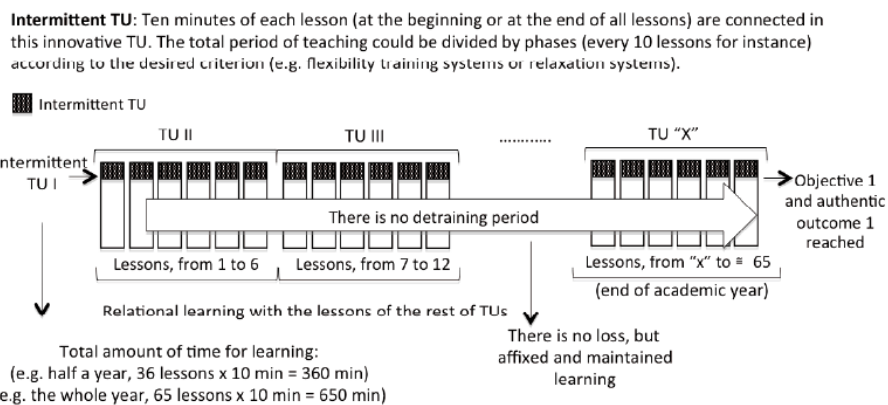 Intermittent TU: Ten minutes of each lesson (at the beginning or at the end of all lessons) are connected in
this innovative TU. The total period of teaching could be divided by phases (every 10 lessons for instance)
according to the desired criterion (e.g. flexibility training systems or relaxation systems).
Intermittent TU
TU II
TU III
............
TU “X”
ntermittent
TU I
There is no detraining period
Objective 1
and authentic
outcome 1
reached
Lessons, from 1 to 6
Lessons, from 7 to 12
Lessons, from “x” to ≅ 65
(end of academic year)
Relational learning with the lessons of the rest of TUs
There is no loss, but
affixed and maintained
learning
Total amount of time for learning:
(e.g. half a year, 36 lessons x 10 min = 360 min)
e.g. the whole year, 65 lessons x 10 min = 650 min)